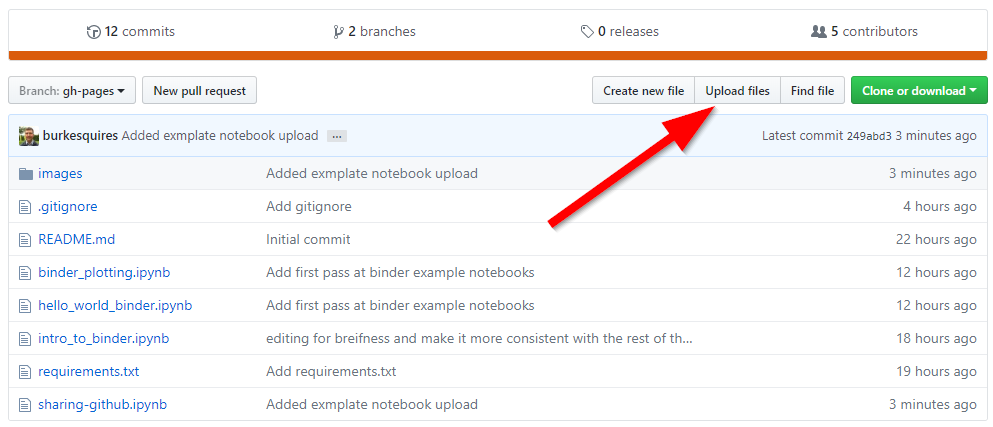 12 commits 2 branches 0 releases 5 contributors
Branch: gh-pages New pull request Create new file Upload files Find file Clone or download
burkesquires Added exmplate notebook upload ... Latest commit 249abd3 3 minutes ago
images Added exmplate notebook upload 3 minutes ago
.gitignore Add gitignore 4 hours ago
README.md Initial commit 22 hours ago
binder_plotting.ipynb Add first pass at binder example notebooks 12 hours ago
hello_world_binder.ipynb Add first pass at binder example notebooks 12 hours ago
intro_to_binder.ipynb editing for breifness and make it more consistent with the rest of th... 18 hours ago
requirements.txt Add requirements.txt 19 hours ago
sharing-github.ipynb Added exmplate notebook upload 3 minutes ago